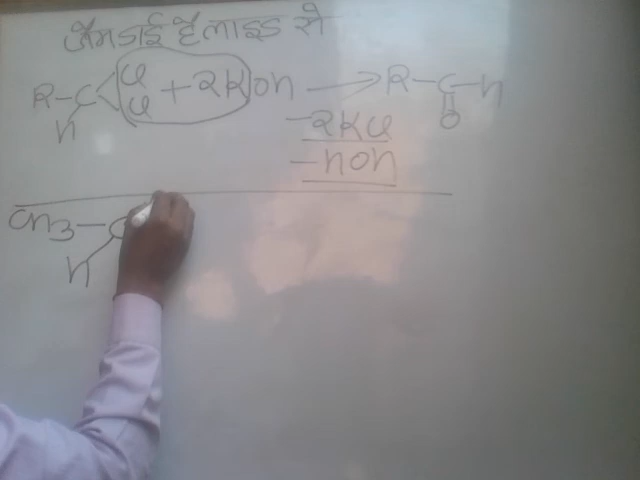 जैमडाई हैलाइड से
R-C<Cl Cl + 2KOH → R-C-H
H
O
-2KCl
-HOH
CH3-C
H